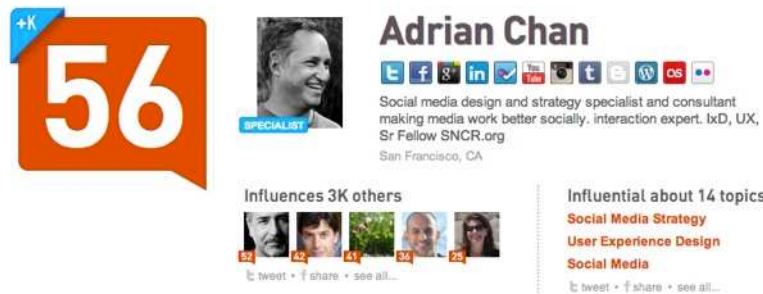 +K
56
SPECIALIST
Adrian Chan
Social media design and strategy specialist and consultant
making media work better socially. interaction expert. IxD, UX,
Sr Fellow SNCR.org
San Francisco, CA
Influences 3K others
52 42 41 36 25
tweet • f share • see all...
Influential about 14 topics
Social Media Strategy
User Experience Design
Social Media
tweet • f share • see all...